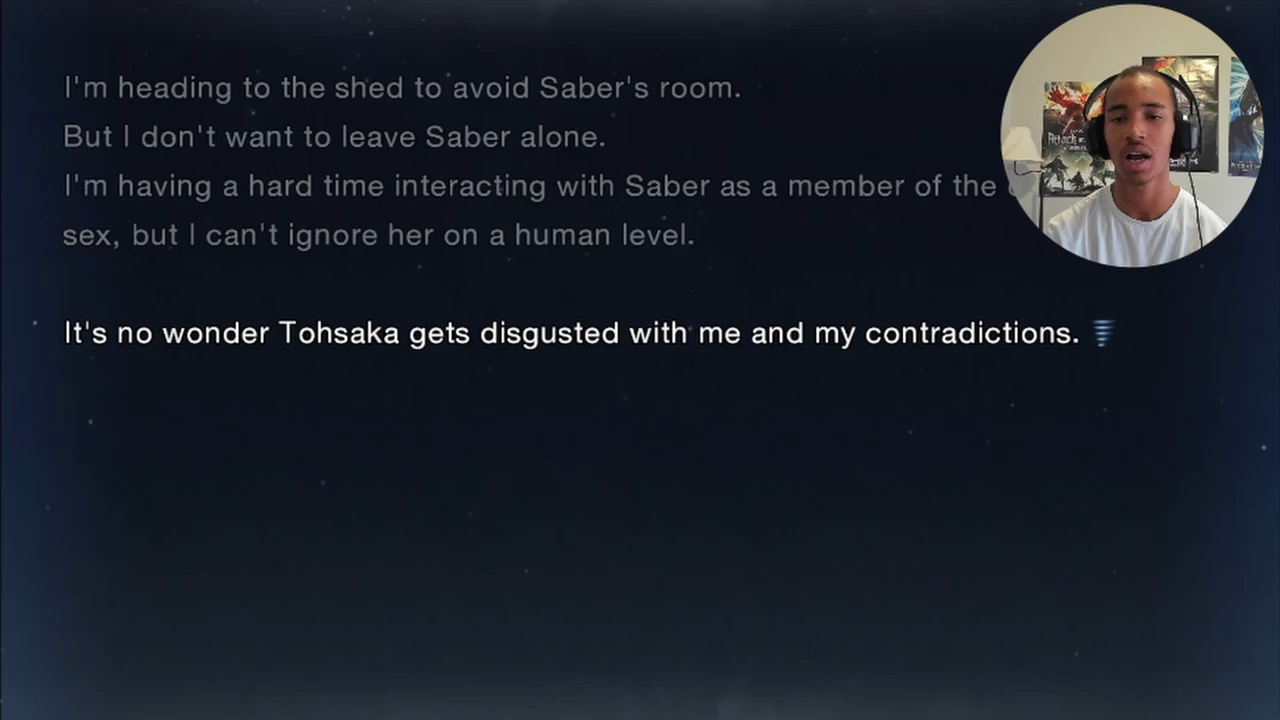 I'm heading to the shed to avoid Saber's room.
But I don't want to leave Saber alone.
I'm having a hard time interacting with Saber as a member of the
sex, but I can't ignore her on a human level.
It's no wonder Tohsaka gets disgusted with me and my contradictions.
Attack